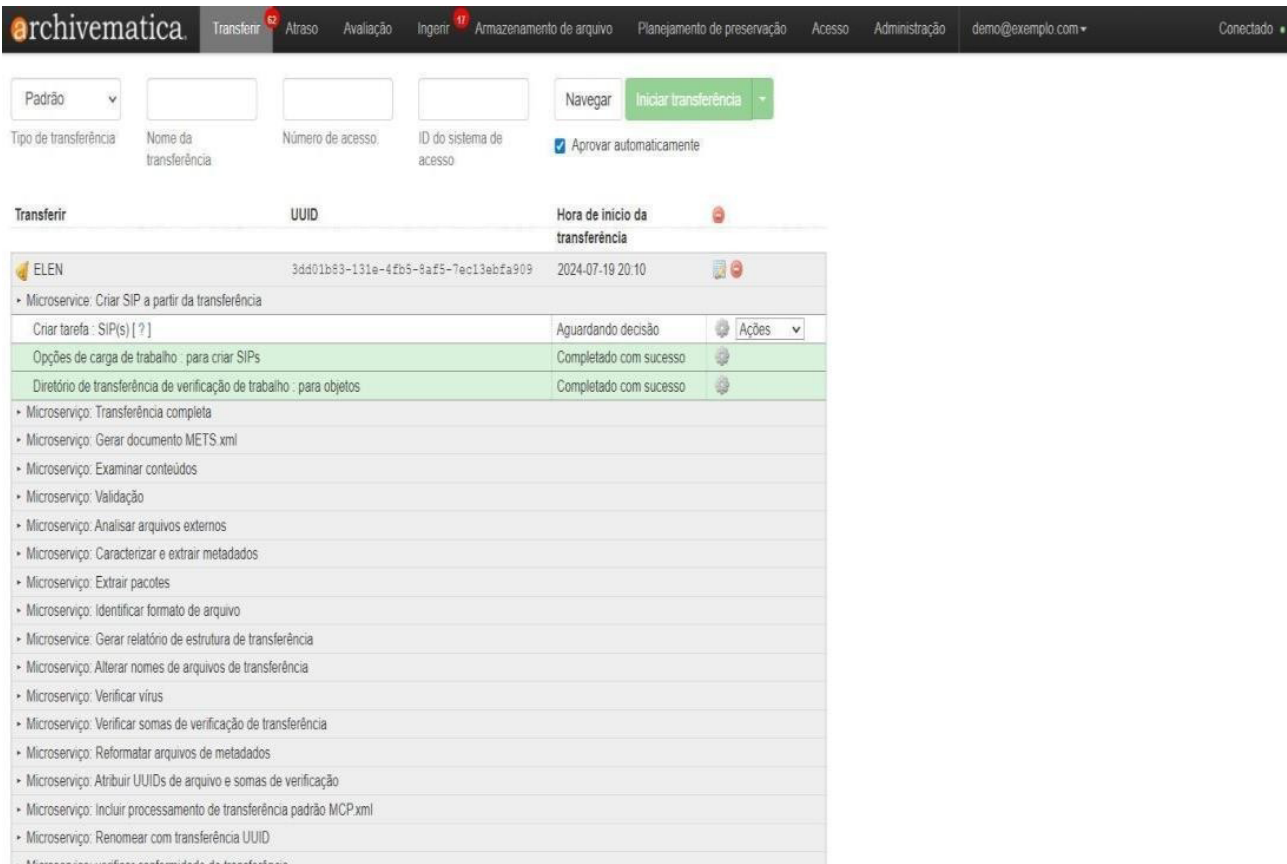 archivematica. Transferir 62 Atraso Avaliação Ingerir 17 Armazenamento de arquivo Planejamento de preservação Acesso Administração demo@exemplo.com Conectado
Padrão Navegar Iniciar transferência
Tipo de transferência Nome da transferência Número de acesso. ID do sistema de acesso Aprovar automaticamente
Transferir UUID Hora de início da transferência
ELEN 3dd01b83-131e-4fb5-8af5-7ec13ebfa909 2024-07-19 20:10
Microservice: Criar SIP a partir da transferência
Criar tarefa : SIP(s) [ ? ] Aguardando decisão Ações
Opções de carga de trabalho : para criar SIPs Completado com sucesso
Diretório de transferência de verificação de trabalho : para objetos Completado com sucesso
Microserviço: Transferência completa
Microserviço: Gerar documento METS.xml
Microserviço: Examinar conteúdos
Microserviço: Validação
Microserviço: Analisar arquivos externos
Microserviço: Caracterizar e extrair metadados
Microserviço: Extrair pacotes
Microserviço: Identificar formato de arquivo
Microservice: Gerar relatório de estrutura de transferência
Microserviço: Alterar nomes de arquivos de transferência
Microserviço: Verificar vírus
Microserviço: Verificar somas de verificação de transferência
Microserviço: Reformatar arquivos de metadados
Microserviço: Atribuir UUIDs de arquivo e somas de verificação
Microserviço: Incluir processamento de transferência padrão MCP.xml
Microserviço: Renomear com transferência UUID